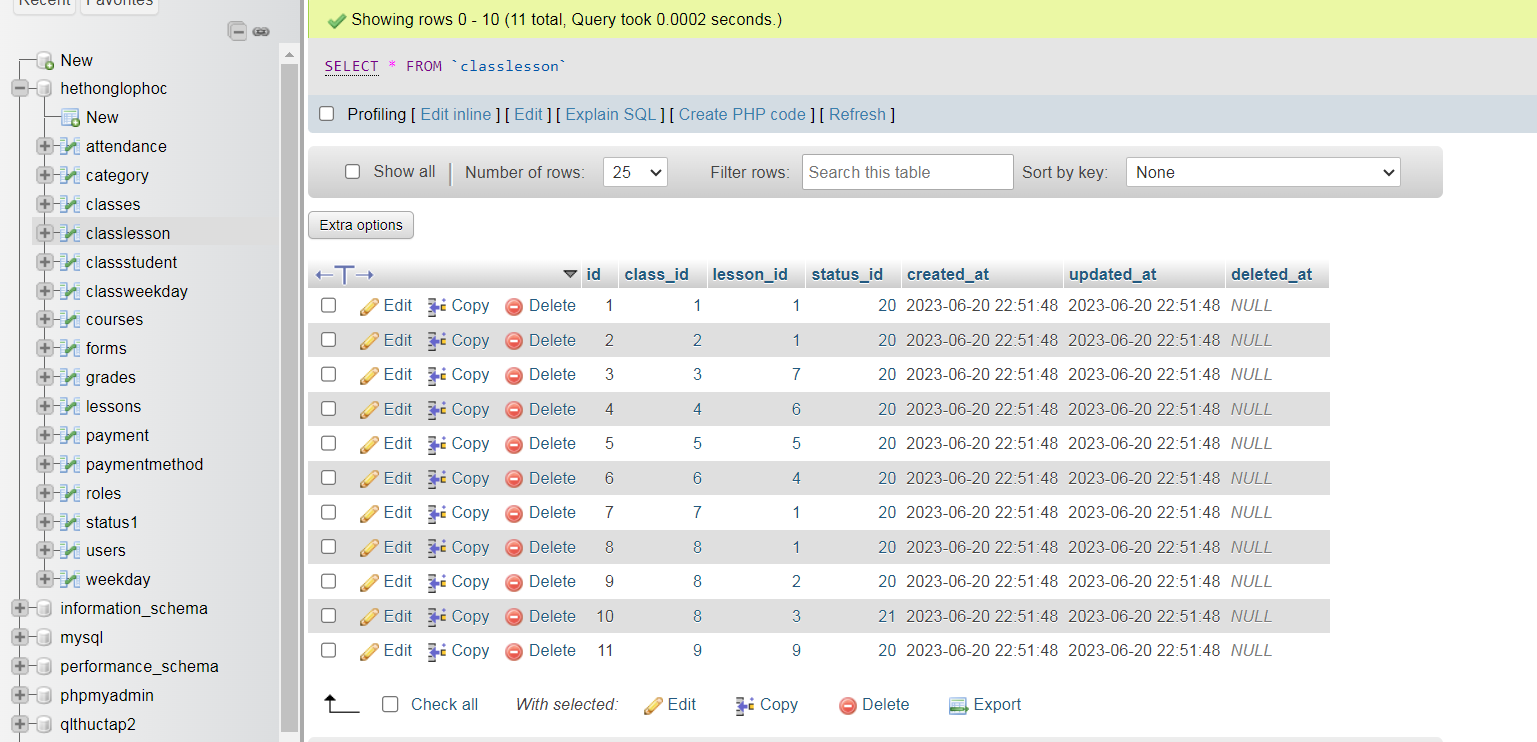 Recent Favorites
New
hethonglophoc
New
attendance
category
classes
classlesson
classstudent
classweekday
courses
forms
grades
lessons
payment
paymentmethod
roles
status1
users
weekday
information_schema
mysql
performance_schema
phpmyadmin
qlthuctap2
Showing rows 0 - 10 (11 total, Query took 0.0002 seconds.)
SELECT * FROM `classlesson`
Profiling [ Edit inline ] [ Edit ] [ Explain SQL ] [ Create PHP code ] [ Refresh ]
Show all Number of rows: 25 Filter rows: Search this table Sort by key: None
Extra options
id class_id lesson_id status_id created_at updated_at deleted_at
Edit Copy Delete 1 1 1 20 2023-06-20 22:51:48 2023-06-20 22:51:48 NULL
Edit Copy Delete 2 2 1 20 2023-06-20 22:51:48 2023-06-20 22:51:48 NULL
Edit Copy Delete 3 3 7 20 2023-06-20 22:51:48 2023-06-20 22:51:48 NULL
Edit Copy Delete 4 4 6 20 2023-06-20 22:51:48 2023-06-20 22:51:48 NULL
Edit Copy Delete 5 5 5 20 2023-06-20 22:51:48 2023-06-20 22:51:48 NULL
Edit Copy Delete 6 6 4 20 2023-06-20 22:51:48 2023-06-20 22:51:48 NULL
Edit Copy Delete 7 7 1 20 2023-06-20 22:51:48 2023-06-20 22:51:48 NULL
Edit Copy Delete 8 8 1 20 2023-06-20 22:51:48 2023-06-20 22:51:48 NULL
Edit Copy Delete 9 8 2 20 2023-06-20 22:51:48 2023-06-20 22:51:48 NULL
Edit Copy Delete 10 8 3 21 2023-06-20 22:51:48 2023-06-20 22:51:48 NULL
Edit Copy Delete 11 9 9 20 2023-06-20 22:51:48 2023-06-20 22:51:48 NULL
Check all With selected: Edit Copy Delete Export